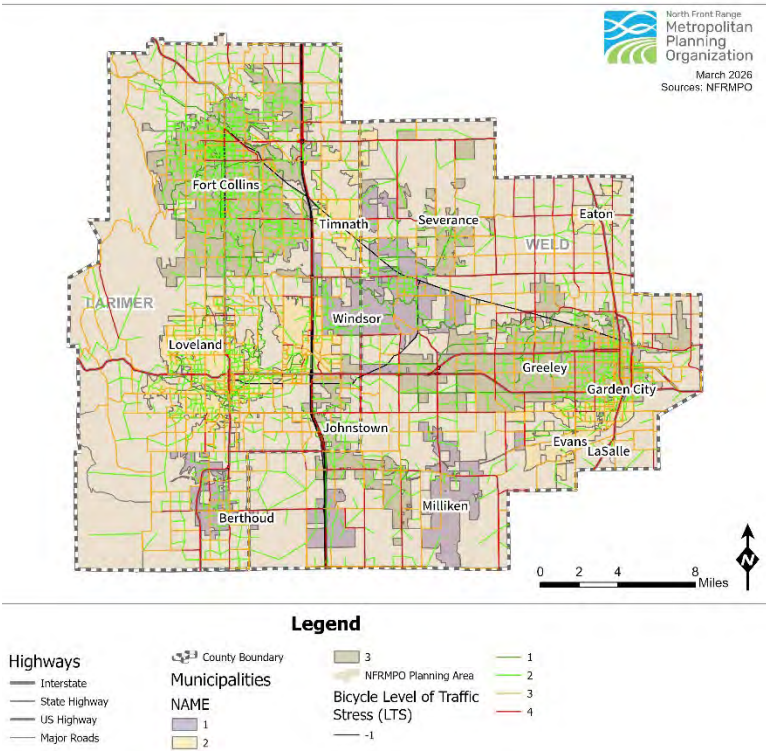 North Front Range
Metropolitan
Planning
Organization
March 2026
Sources: NFRMPO
Fort Collins
Timnath
Severance
Eaton
WELD
LARIMER
Windsor
Loveland
Greeley
Garden City
Johnstown
Evans
LaSalle
Milliken
Berthoud
N
0 2 4 8
Miles
Legend
Highways
Interstate
State Highway
US Highway
Major Roads
County Boundary
Municipalities
NAME
1
2
3
NFRMPO Planning Area
Bicycle Level of Traffic
Stress (LTS)
-1
1
2
3
4